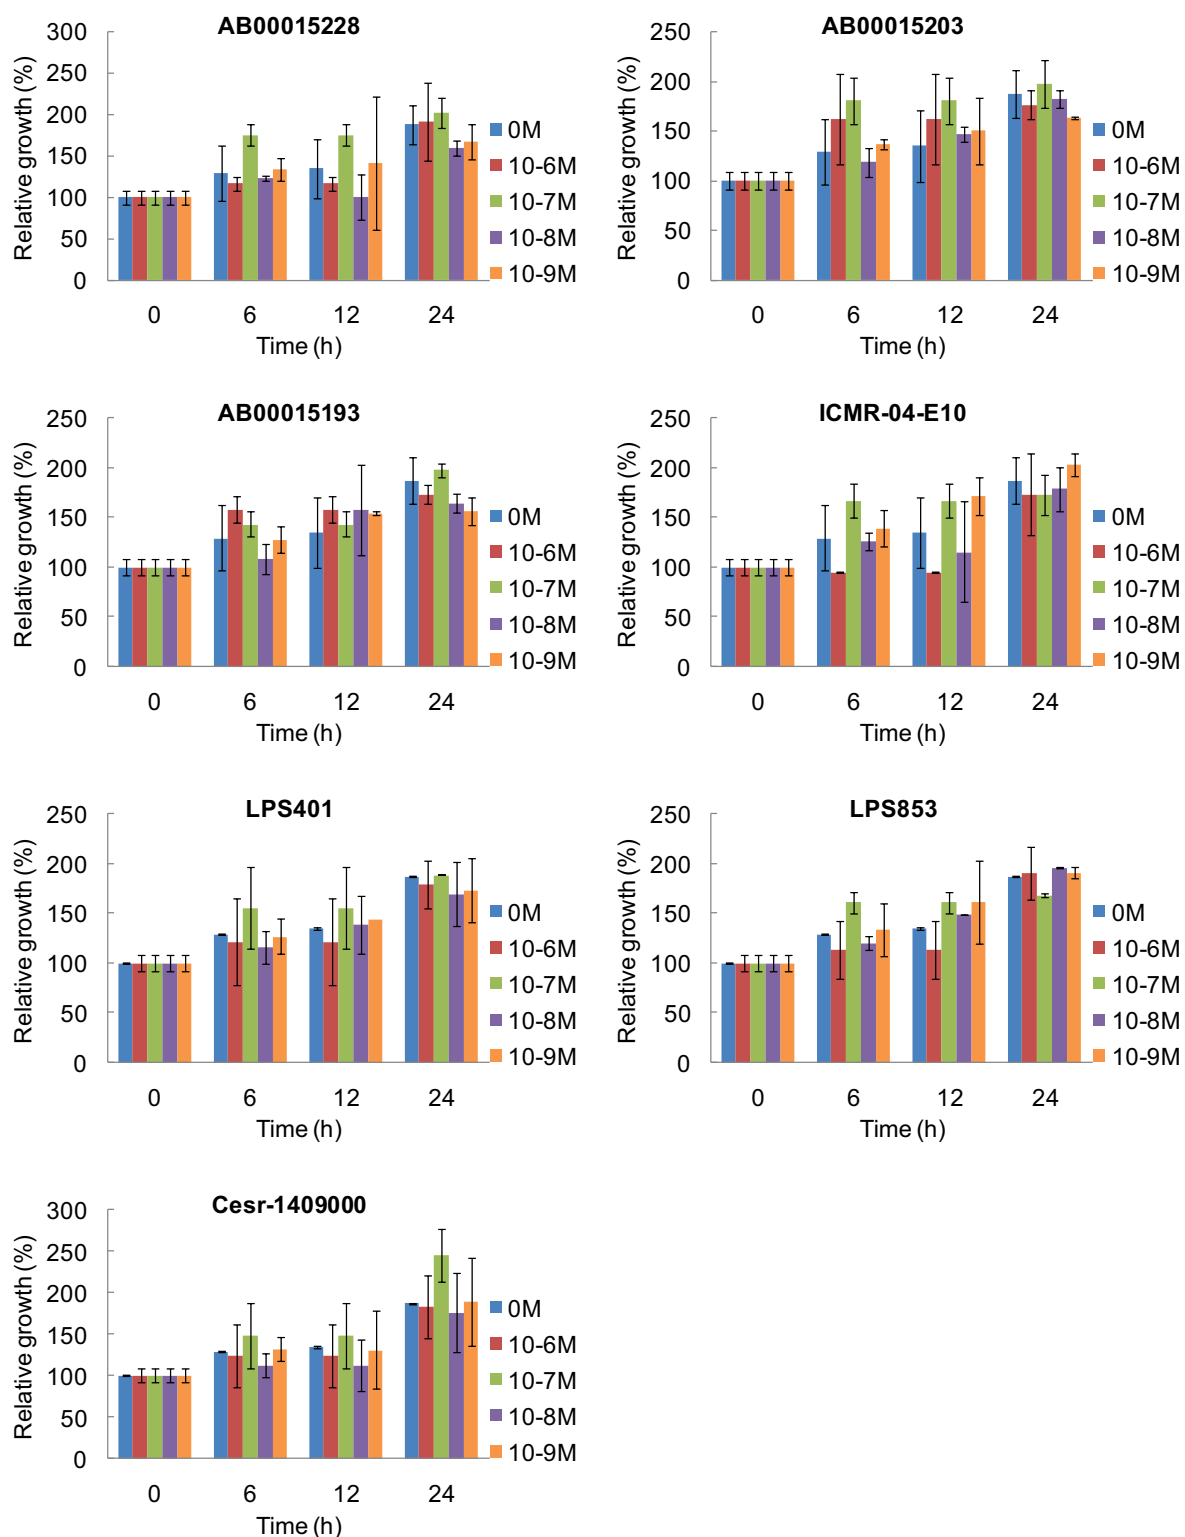 AB00015228
Relative growth (%)
300
250
200
150
100
50
0
0 6 12 24
Time (h)
0M
10-6M
10-7M
10-8M
10-9M
AB00015203
Relative growth (%)
250
200
150
100
50
0
0 6 12 24
Time (h)
0M
10-6M
10-7M
10-8M
10-9M
AB00015193
Relative growth (%)
250
200
150
100
50
0
0 6 12 24
Time (h)
0M
10-6M
10-7M
10-8M
10-9M
ICMR-04-E10
Relative growth (%)
250
200
150
100
50
0
0 6 12 24
Time (h)
0M
10-6M
10-7M
10-8M
10-9M
LPS401
Relative growth (%)
250
200
150
100
50
0
0 6 12 24
Time (h)
0M
10-6M
10-7M
10-8M
10-9M
LPS853
Relative growth (%)
250
200
150
100
50
0
0 6 12 24
Time (h)
0M
10-6M
10-7M
10-8M
10-9M
Cesr-1409000
Relative growth (%)
300
250
200
150
100
50
0
0 6 12 24
Time (h)
0M
10-6M
10-7M
10-8M
10-9M